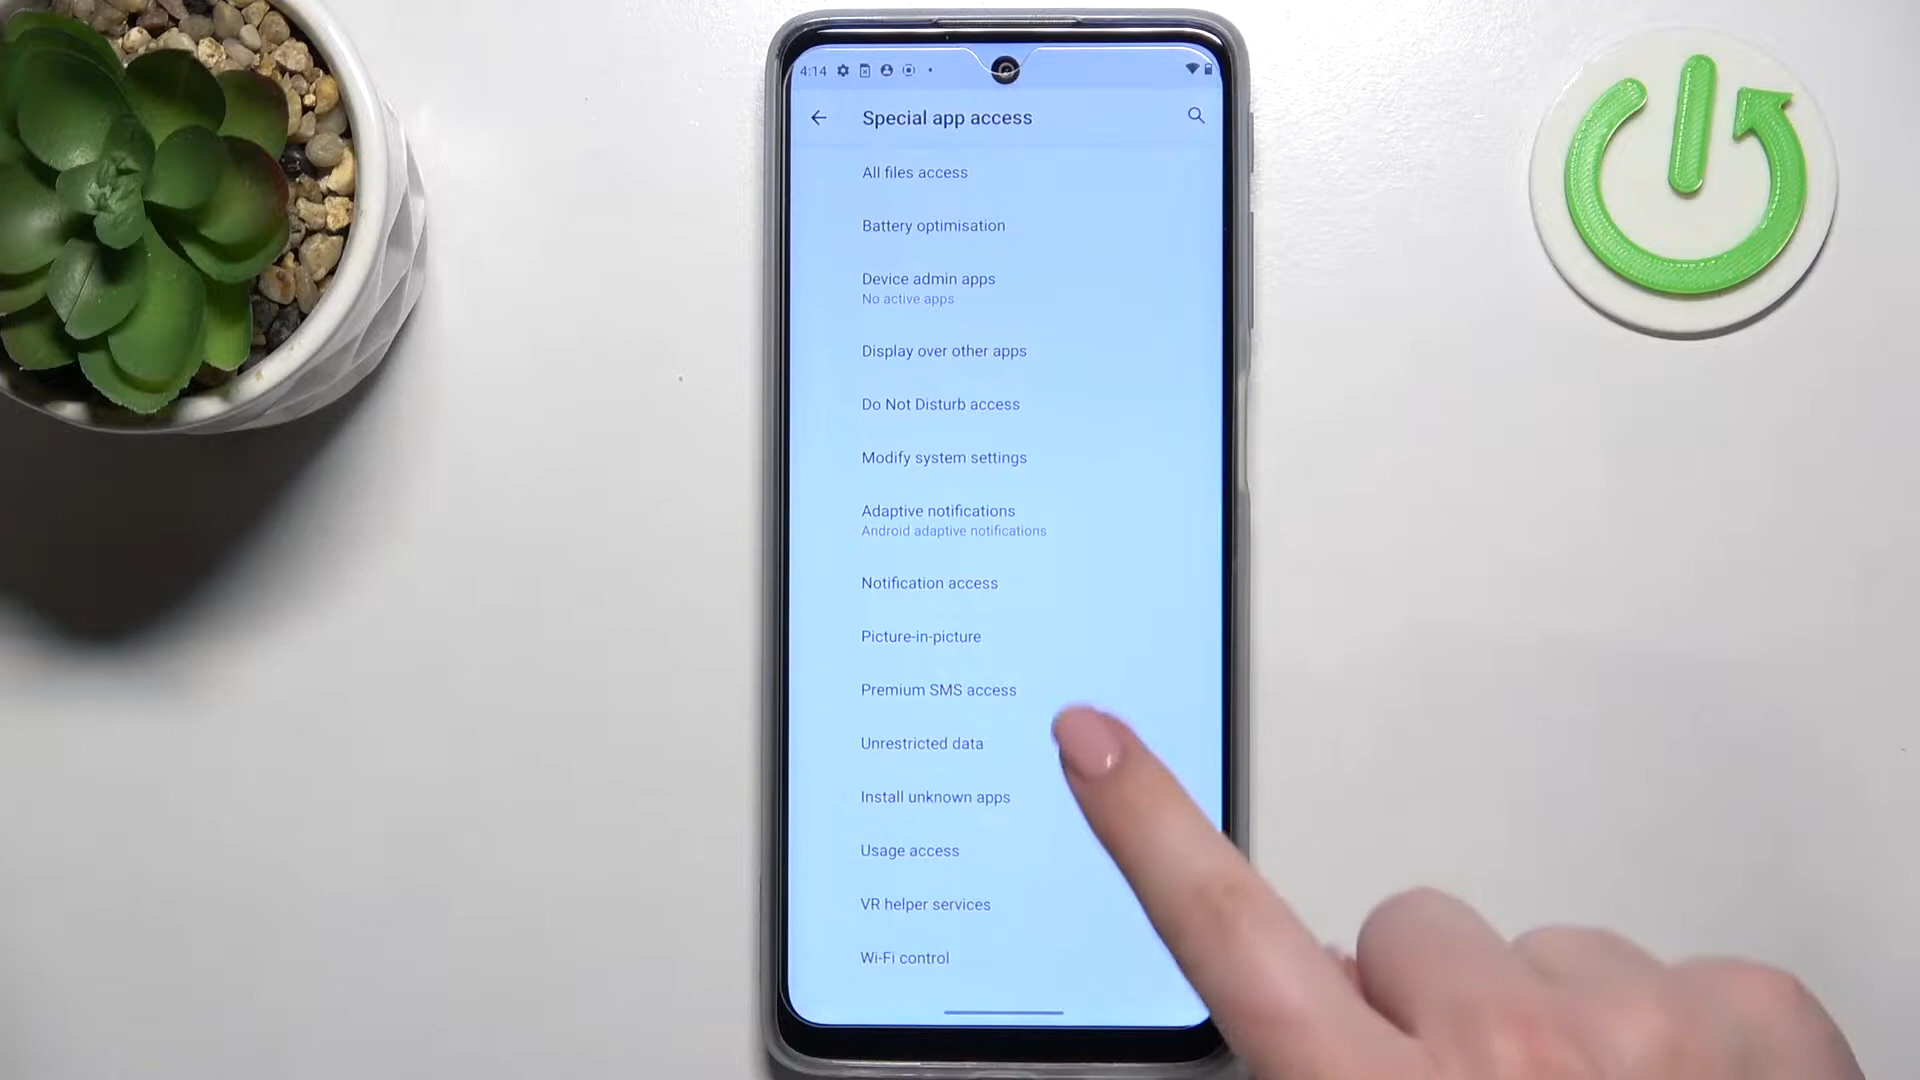 4:14
Special app access
All files access
Battery optimisation
Device admin apps
No active apps
Display over other apps
Do Not Disturb access
Modify system settings
Adaptive notifications
Android adaptive notifications
Notification access
Picture-in-picture
Premium SMS access
Unrestricted data
Install unknown apps
Usage access
VR helper services
Wi-Fi control